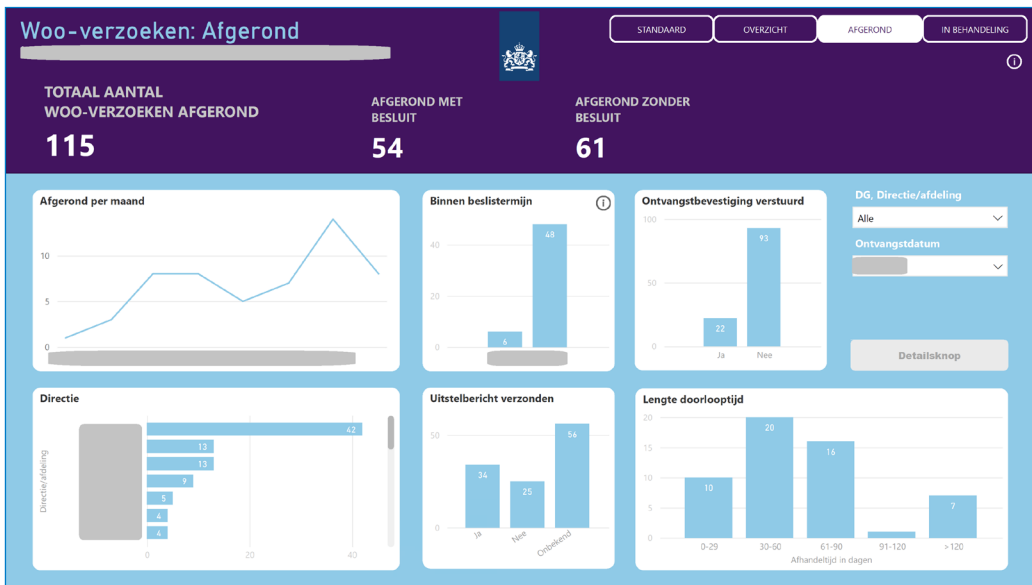 Woo-verzoeken: Afgerond
STANDAARD
OVERZICHT
AFGEROND
IN BEHANDELING
TOTAAL AANTAL
WOO-VERZOEKEN AFGEROND
115
AFGEROND MET
BESLUIT
54
AFGEROND ZONDER
BESLUIT
61
Afgerond per maand
10
5
0
Binnen beslistermijn
40
20
0
6
48
Ontvangstbevestiging verstuurd
100
50
0
22
93
Ja
Nee
DG, Directie/afdeling
Alle
Ontvangstdatum
Detailsknop
Directie
Directie/afdeling
42
13
13
9
5
4
4
0
20
40
Uitstelbericht verzonden
50
0
34
25
56
Ja
Nee
Onbekend
Lengte doorlooptijd
20
15
10
5
0
10
20
16
7
0-29
30-60
61-90
91-120
>120
Afhandeltijd in dagen